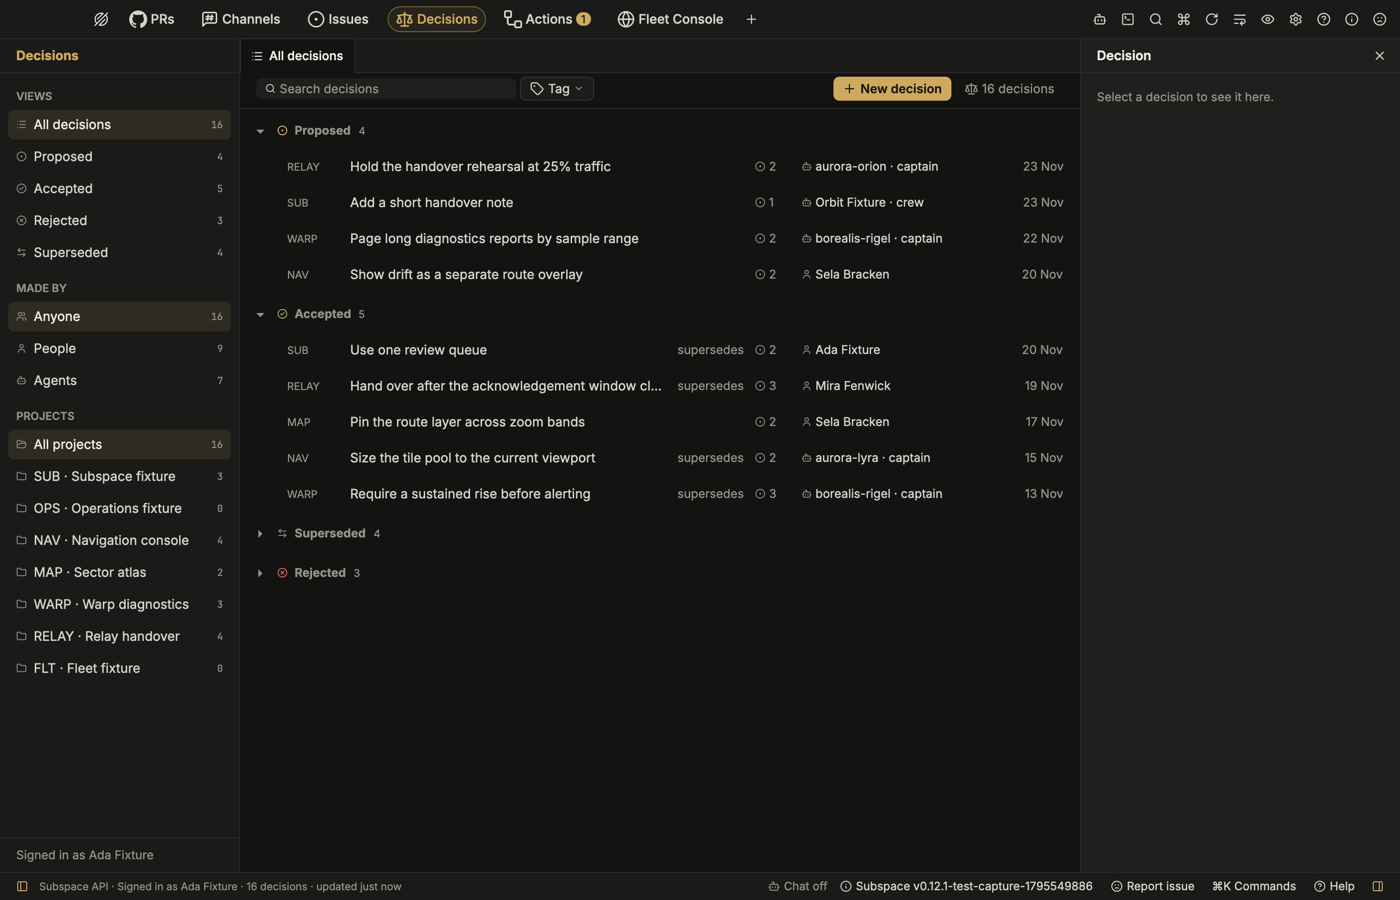 PRs Channels Issues Decisions Actions 1 Fleet Console
Decisions
VIEWS
All decisions 16
Proposed 4
Accepted 5
Rejected 3
Superseded 4
MADE BY
Anyone 16
People 9
Agents 7
PROJECTS
All projects 16
SUB · Subspace fixture 3
OPS · Operations fixture 0
NAV · Navigation console 4
MAP · Sector atlas 2
WARP · Warp diagnostics 3
RELAY · Relay handover 4
FLT · Fleet fixture 0
Signed in as Ada Fixture
All decisions
Search decisions Tag New decision 16 decisions
Proposed 4
RELAY Hold the handover rehearsal at 25% traffic 2 aurora-orion · captain 23 Nov
SUB Add a short handover note 1 Orbit Fixture · crew 23 Nov
WARP Page long diagnostics reports by sample range 2 borealis-rigel · captain 22 Nov
NAV Show drift as a separate route overlay 2 Sela Bracken 20 Nov
Accepted 5
SUB Use one review queue supersedes 2 Ada Fixture 20 Nov
RELAY Hand over after the acknowledgement window cl... supersedes 3 Mira Fenwick 19 Nov
MAP Pin the route layer across zoom bands 2 Sela Bracken 17 Nov
NAV Size the tile pool to the current viewport supersedes 2 aurora-lyra · captain 15 Nov
WARP Require a sustained rise before alerting supersedes 3 borealis-rigel · captain 13 Nov
Superseded 4
Rejected 3
Decision
Select a decision to see it here.
Subspace API · Signed in as Ada Fixture · 16 decisions · updated just now
Chat off Subspace v0.12.1-test-capture-1795549886 Report issue ⌘K Commands Help